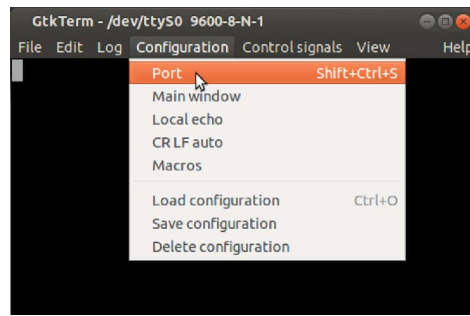 GtkTerm - /dev/ttyS0 9600-8-N-1
File Edit Log Configuration Control signals View Help
Port Shift+Ctrl+S
Main window
Local echo
CR LF auto
Macros
Load configuration Ctrl+O
Save configuration
Delete configuration